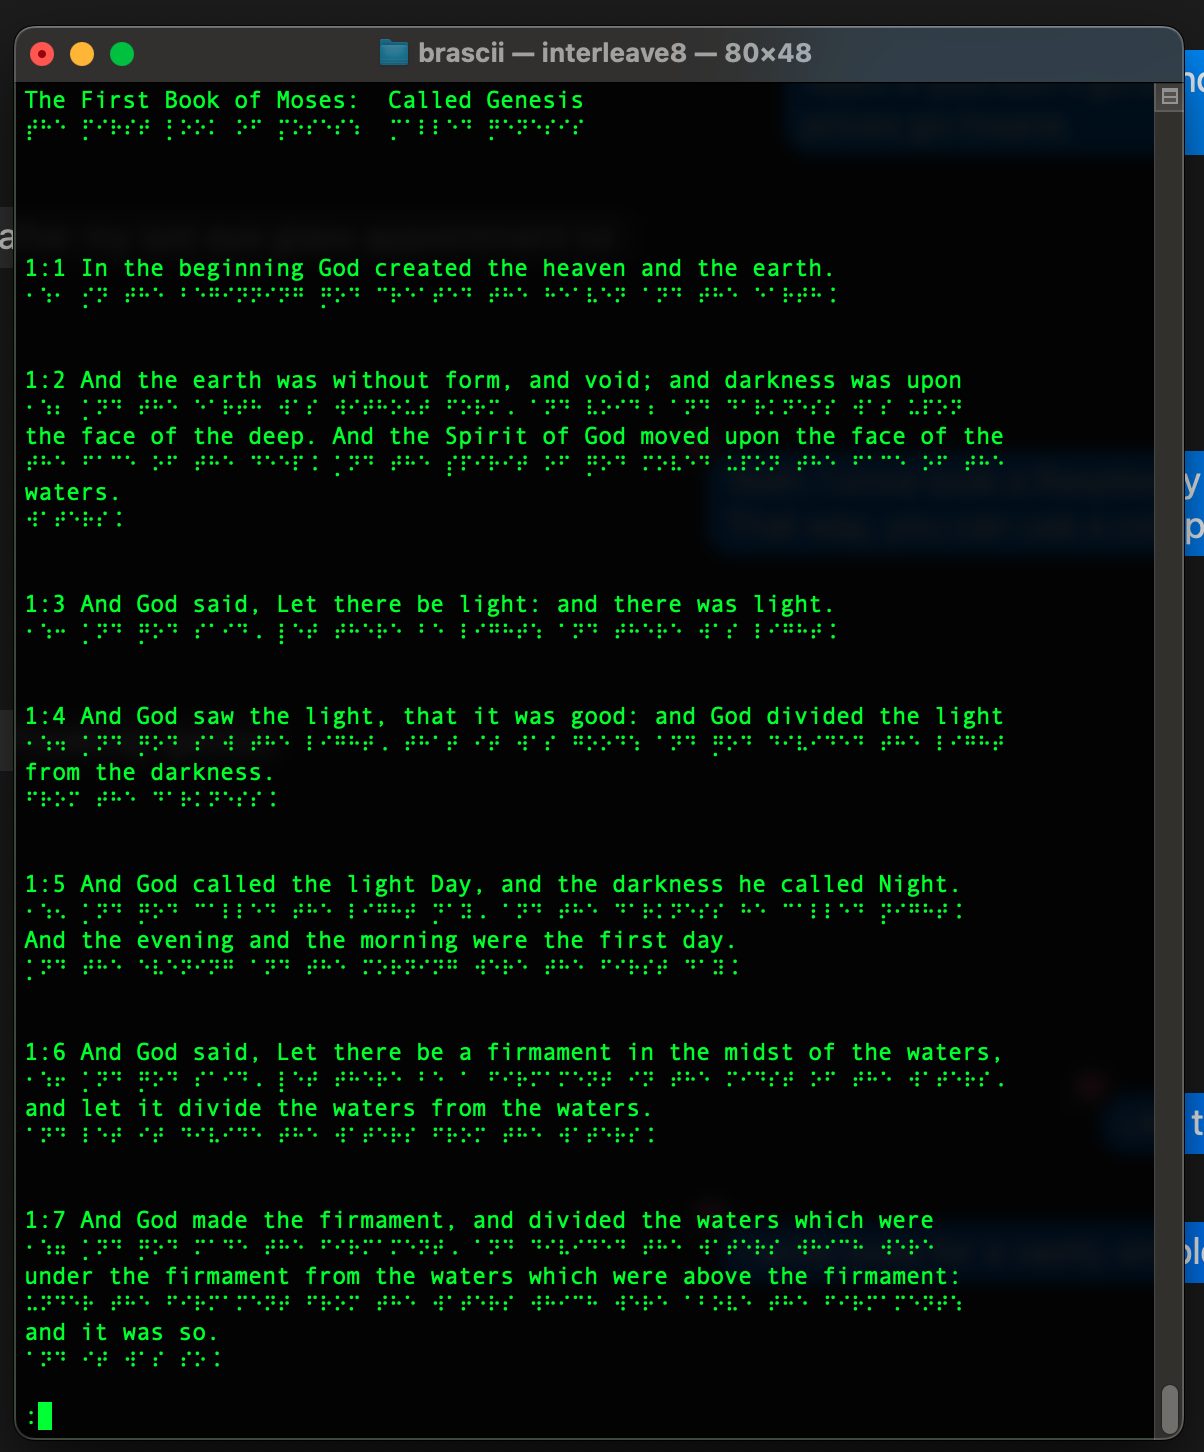 brascii — interleave8 — 80×48
The First Book of Moses:  Called Genesis
⡞⠓⠑ ⡋⠊⠗⠎⠞ ⡃⠕⠕⠅ ⠕⠋ ⡍⠕⠎⠑⠎⠱  ⡉⠁⠇⠇⠑⠙ ⡛⠑⠝⠑⠎⠊⠎
1:1 In the beginning God created the heaven and the earth.
⠂⠱⠂ ⡊⠝ ⠞⠓⠑ ⠃⠑⠛⠊⠝⠝⠊⠝⠛ ⡛⠕⠙ ⠉⠗⠑⠁⠞⠑⠙ ⠞⠓⠑ ⠓⠑⠁⠧⠑⠝ ⠁⠝⠙ ⠞⠓⠑ ⠑⠁⠗⠞⠓⠨
1:2 And the earth was without form, and void; and darkness was upon
⠂⠱⠆ ⡁⠝⠙ ⠞⠓⠑ ⠑⠁⠗⠞⠓ ⠺⠁⠎ ⠺⠊⠞⠓⠕⠥⠞ ⠋⠕⠗⠍⠠ ⠁⠝⠙ ⠧⠕⠊⠙⠰ ⠁⠝⠙ ⠙⠁⠗⠅⠝⠑⠎⠎ ⠺⠁⠎ ⠥⠏⠕⠝
the face of the deep. And the Spirit of God moved upon the face of the
⠞⠓⠑ ⠋⠁⠉⠑ ⠕⠋ ⠞⠓⠑ ⠙⠑⠑⠏⠨ ⡁⠝⠙ ⠞⠓⠑ ⡎⠏⠊⠗⠊⠞ ⠕⠋ ⡛⠕⠙ ⠍⠕⠧⠑⠙ ⠥⠏⠕⠝ ⠞⠓⠑ ⠋⠁⠉⠑ ⠕⠋ ⠞⠓⠑
waters.
⠺⠁⠞⠑⠗⠎⠨
1:3 And God said, Let there be light: and there was light.
⠂⠱⠒ ⡁⠝⠙ ⡛⠕⠙ ⠎⠁⠊⠙⠠ ⡇⠑⠞ ⠞⠓⠑⠗⠑ ⠃⠑ ⠇⠊⠛⠓⠞⠱ ⠁⠝⠙ ⠞⠓⠑⠗⠑ ⠺⠁⠎ ⠇⠊⠛⠓⠞⠨
1:4 And God saw the light, that it was good: and God divided the light
⠂⠱⠲ ⡁⠝⠙ ⡛⠕⠙ ⠎⠁⠺ ⠞⠓⠑ ⠇⠊⠛⠓⠞⠠ ⠞⠓⠁⠞ ⠊⠞ ⠺⠁⠎ ⠛⠕⠕⠙⠱ ⠁⠝⠙ ⡛⠕⠙ ⠙⠊⠧⠊⠙⠑⠙ ⠞⠓⠑ ⠇⠊⠛⠓⠞
from the darkness.
⠋⠗⠕⠍ ⠞⠓⠑ ⠙⠁⠗⠅⠝⠑⠎⠎⠨
1:5 And God called the light Day, and the darkness he called Night.
⠂⠱⠢ ⡁⠝⠙ ⡛⠕⠙ ⠉⠁⠇⠇⠑⠙ ⠞⠓⠑ ⠇⠊⠛⠓⠞ ⡙⠁⠽⠠ ⠁⠝⠙ ⠞⠓⠑ ⠙⠁⠗⠅⠝⠑⠎⠎ ⠓⠑ ⠉⠁⠇⠇⠑⠙ ⡝⠊⠛⠓⠞⠨
And the evening and the morning were the first day.
⡁⠝⠙ ⠞⠓⠑ ⠑⠧⠑⠝⠊⠝⠛ ⠁⠝⠙ ⠞⠓⠑ ⠍⠕⠗⠝⠊⠝⠛ ⠺⠑⠗⠑ ⠞⠓⠑ ⠋⠊⠗⠎⠞ ⠙⠁⠽⠨
1:6 And God said, Let there be a firmament in the midst of the waters,
⠂⠱⠖ ⡁⠝⠙ ⡛⠕⠙ ⠎⠁⠊⠙⠠ ⡇⠑⠞ ⠞⠓⠑⠗⠑ ⠃⠑ ⠁ ⠋⠊⠗⠍⠁⠍⠑⠝⠞ ⠊⠝ ⠞⠓⠑ ⠍⠊⠙⠎⠞ ⠕⠋ ⠞⠓⠑ ⠺⠁⠞⠑⠗⠎⠠
and let it divide the waters from the waters.
⠁⠝⠙ ⠇⠑⠞ ⠊⠞ ⠙⠊⠧⠊⠙⠑ ⠞⠓⠑ ⠺⠁⠞⠑⠗⠎ ⠋⠗⠕⠍ ⠞⠓⠑ ⠺⠁⠞⠑⠗⠎⠨
1:7 And God made the firmament, and divided the waters which were
⠂⠱⠶ ⡁⠝⠙ ⡛⠕⠙ ⠍⠁⠙⠑ ⠞⠓⠑ ⠋⠊⠗⠍⠁⠍⠑⠝⠞⠠ ⠁⠝⠙ ⠙⠊⠧⠊⠙⠑⠙ ⠞⠓⠑ ⠺⠁⠞⠑⠗⠎ ⠺⠓⠊⠉⠓ ⠺⠑⠗⠑
under the firmament from the waters which were above the firmament:
⠥⠝⠙⠑⠗ ⠞⠓⠑ ⠋⠊⠗⠍⠁⠍⠑⠝⠞ ⠋⠗⠕⠍ ⠞⠓⠑ ⠺⠁⠞⠑⠗⠎ ⠺⠓⠊⠉⠓ ⠺⠑⠗⠑ ⠁⠃⠕⠧⠑ ⠞⠓⠑ ⠋⠊⠗⠍⠁⠍⠑⠝⠞⠱
and it was so.
⠁⠝⠙ ⠊⠞ ⠺⠁⠎ ⠎⠕⠨
: